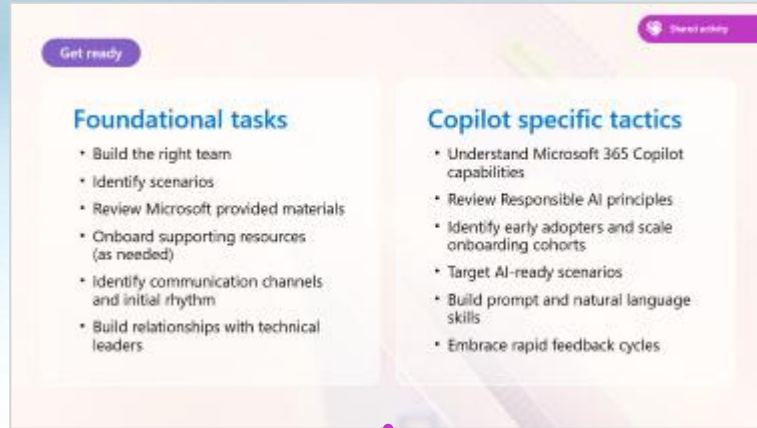 Shared activity
Get ready
Foundational tasks
• Build the right team
• Identify scenarios
• Review Microsoft provided materials
• Onboard supporting resources
(as needed)
• Identify communication channels
and initial rhythm
• Build relationships with technical
leaders
Copilot specific tactics
• Understand Microsoft 365 Copilot
capabilities
• Review Responsible AI principles
• Identify early adopters and scale
onboarding cohorts
• Target AI-ready scenarios
• Build prompt and natural language
skills
• Embrace rapid feedback cycles